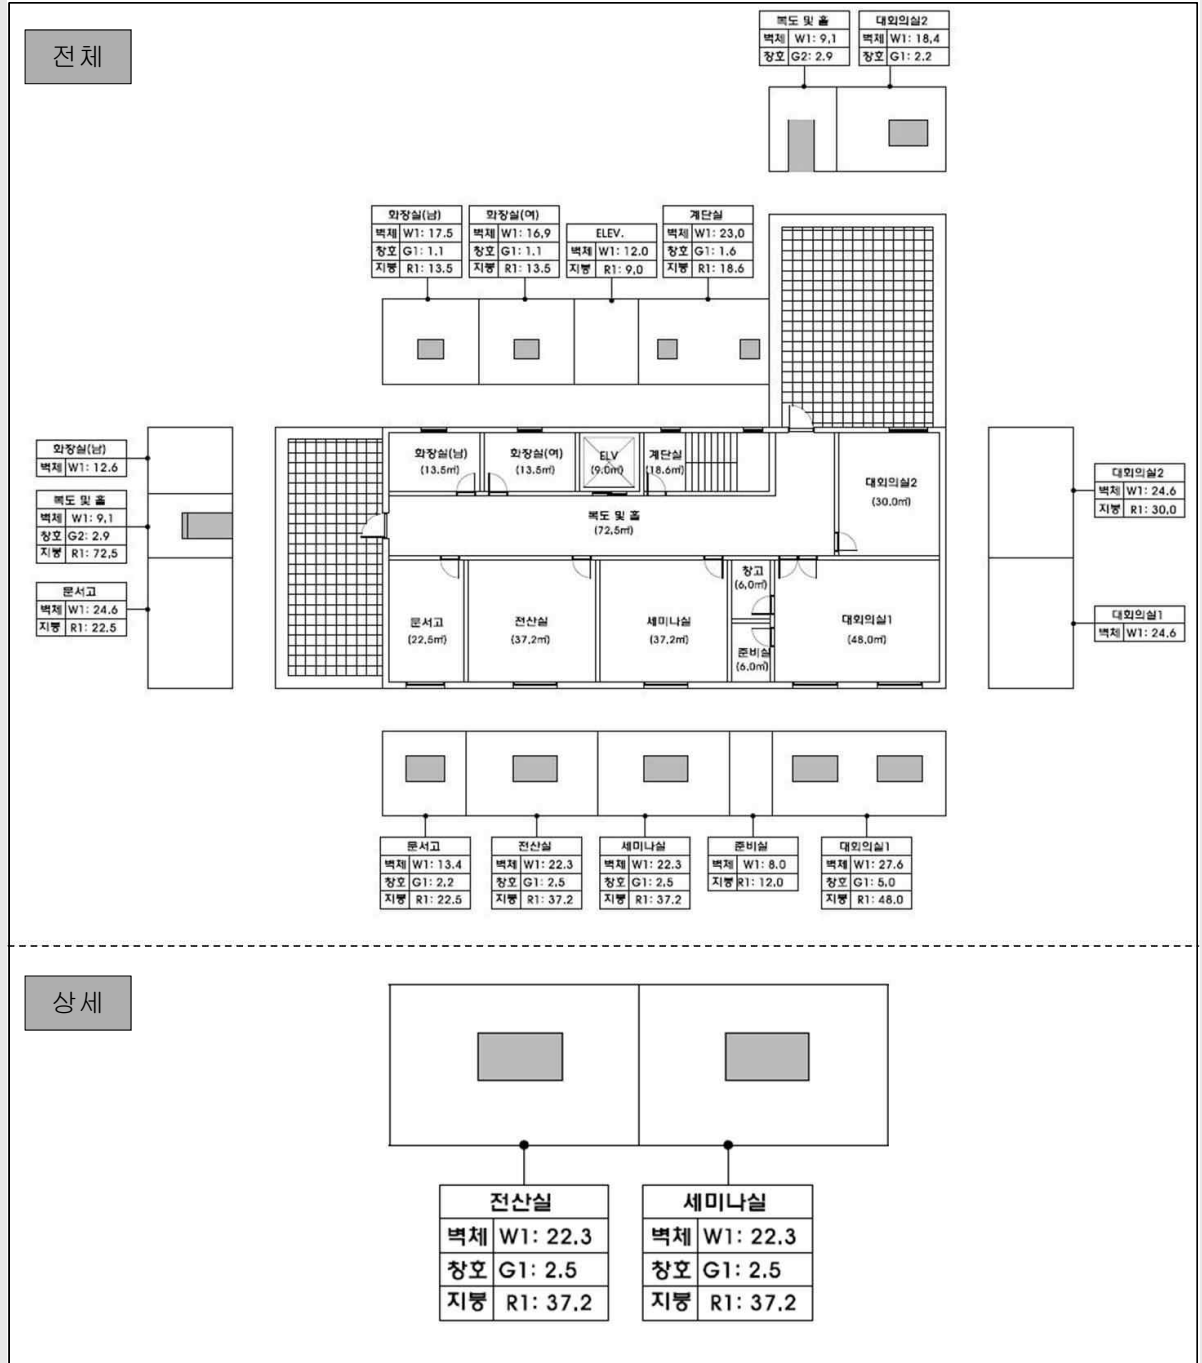 전체
복도 및 홀
벽체 W1: 9.1
창호 G2: 2.9
대회의실2
벽체 W1: 18.4
창호 G1: 2.2
화장실(남)
벽체 W1: 17.5
창호 G1: 1.1
지붕 R1: 13.5
화장실(여)
벽체 W1: 16.9
창호 G1: 1.1
지붕 R1: 13.5
ELEV.
벽체 W1: 12.0
지붕 R1: 9.0
계단실
벽체 W1: 23.0
창호 G1: 1.6
지붕 R1: 18.6
화장실(남)
벽체 W1: 12.6
복도 및 홀
벽체 W1: 9.1
창호 G2: 2.9
지붕 R1: 72.5
문서고
벽체 W1: 24.6
지붕 R1: 22.5
화장실(남)
(13.5㎡)
화장실(여)
(13.5㎡)
ELV
(9.0㎡)
계단실
(18.6㎡)
대회의실2
(30.0㎡)
복도 및 홀
(72.5㎡)
문서고
(22.5㎡)
전산실
(37.2㎡)
세미나실
(37.2㎡)
창고
(6.0㎡)
준비실
(6.0㎡)
대회의실1
(48.0㎡)
대회의실2
벽체 W1: 24.6
지붕 R1: 30.0
대회의실1
벽체 W1: 24.6
문서고
벽체 W1: 13.4
창호 G1: 2.2
지붕 R1: 22.5
전산실
벽체 W1: 22.3
창호 G1: 2.5
지붕 R1: 37.2
세미나실
벽체 W1: 22.3
창호 G1: 2.5
지붕 R1: 37.2
준비실
벽체 W1: 8.0
지붕 R1: 12.0
대회의실1
벽체 W1: 27.6
창호 G1: 5.0
지붕 R1: 48.0
상세
전산실
벽체 W1: 22.3
창호 G1: 2.5
지붕 R1: 37.2
세미나실
벽체 W1: 22.3
창호 G1: 2.5
지붕 R1: 37.2